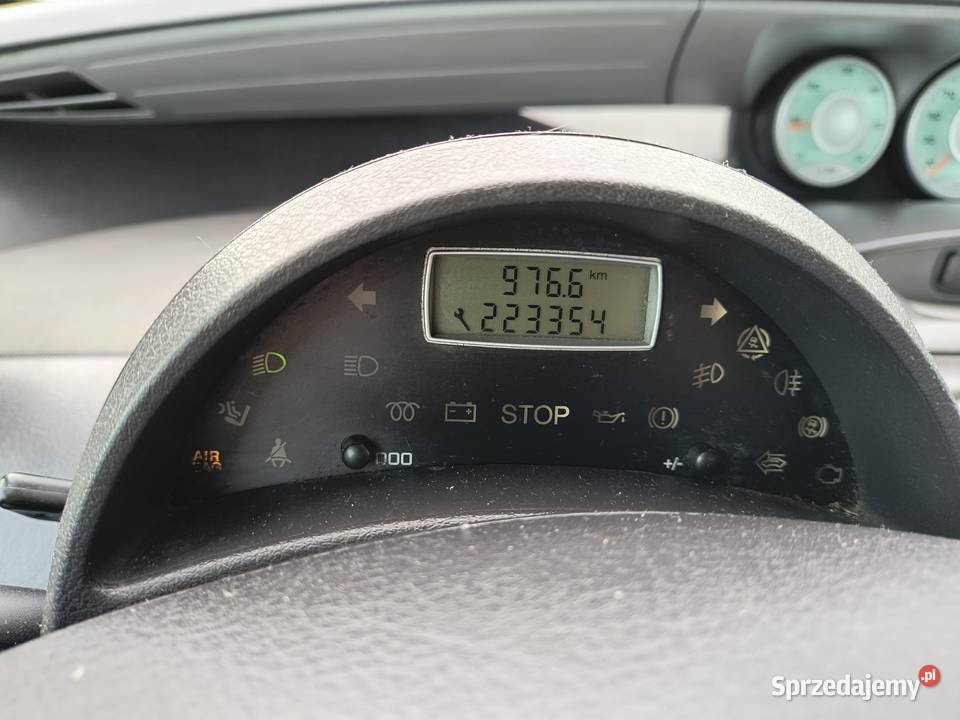 976.6 km
223354
STOP
AIR
BAG
000
+/-
Sprzedajemy.pl